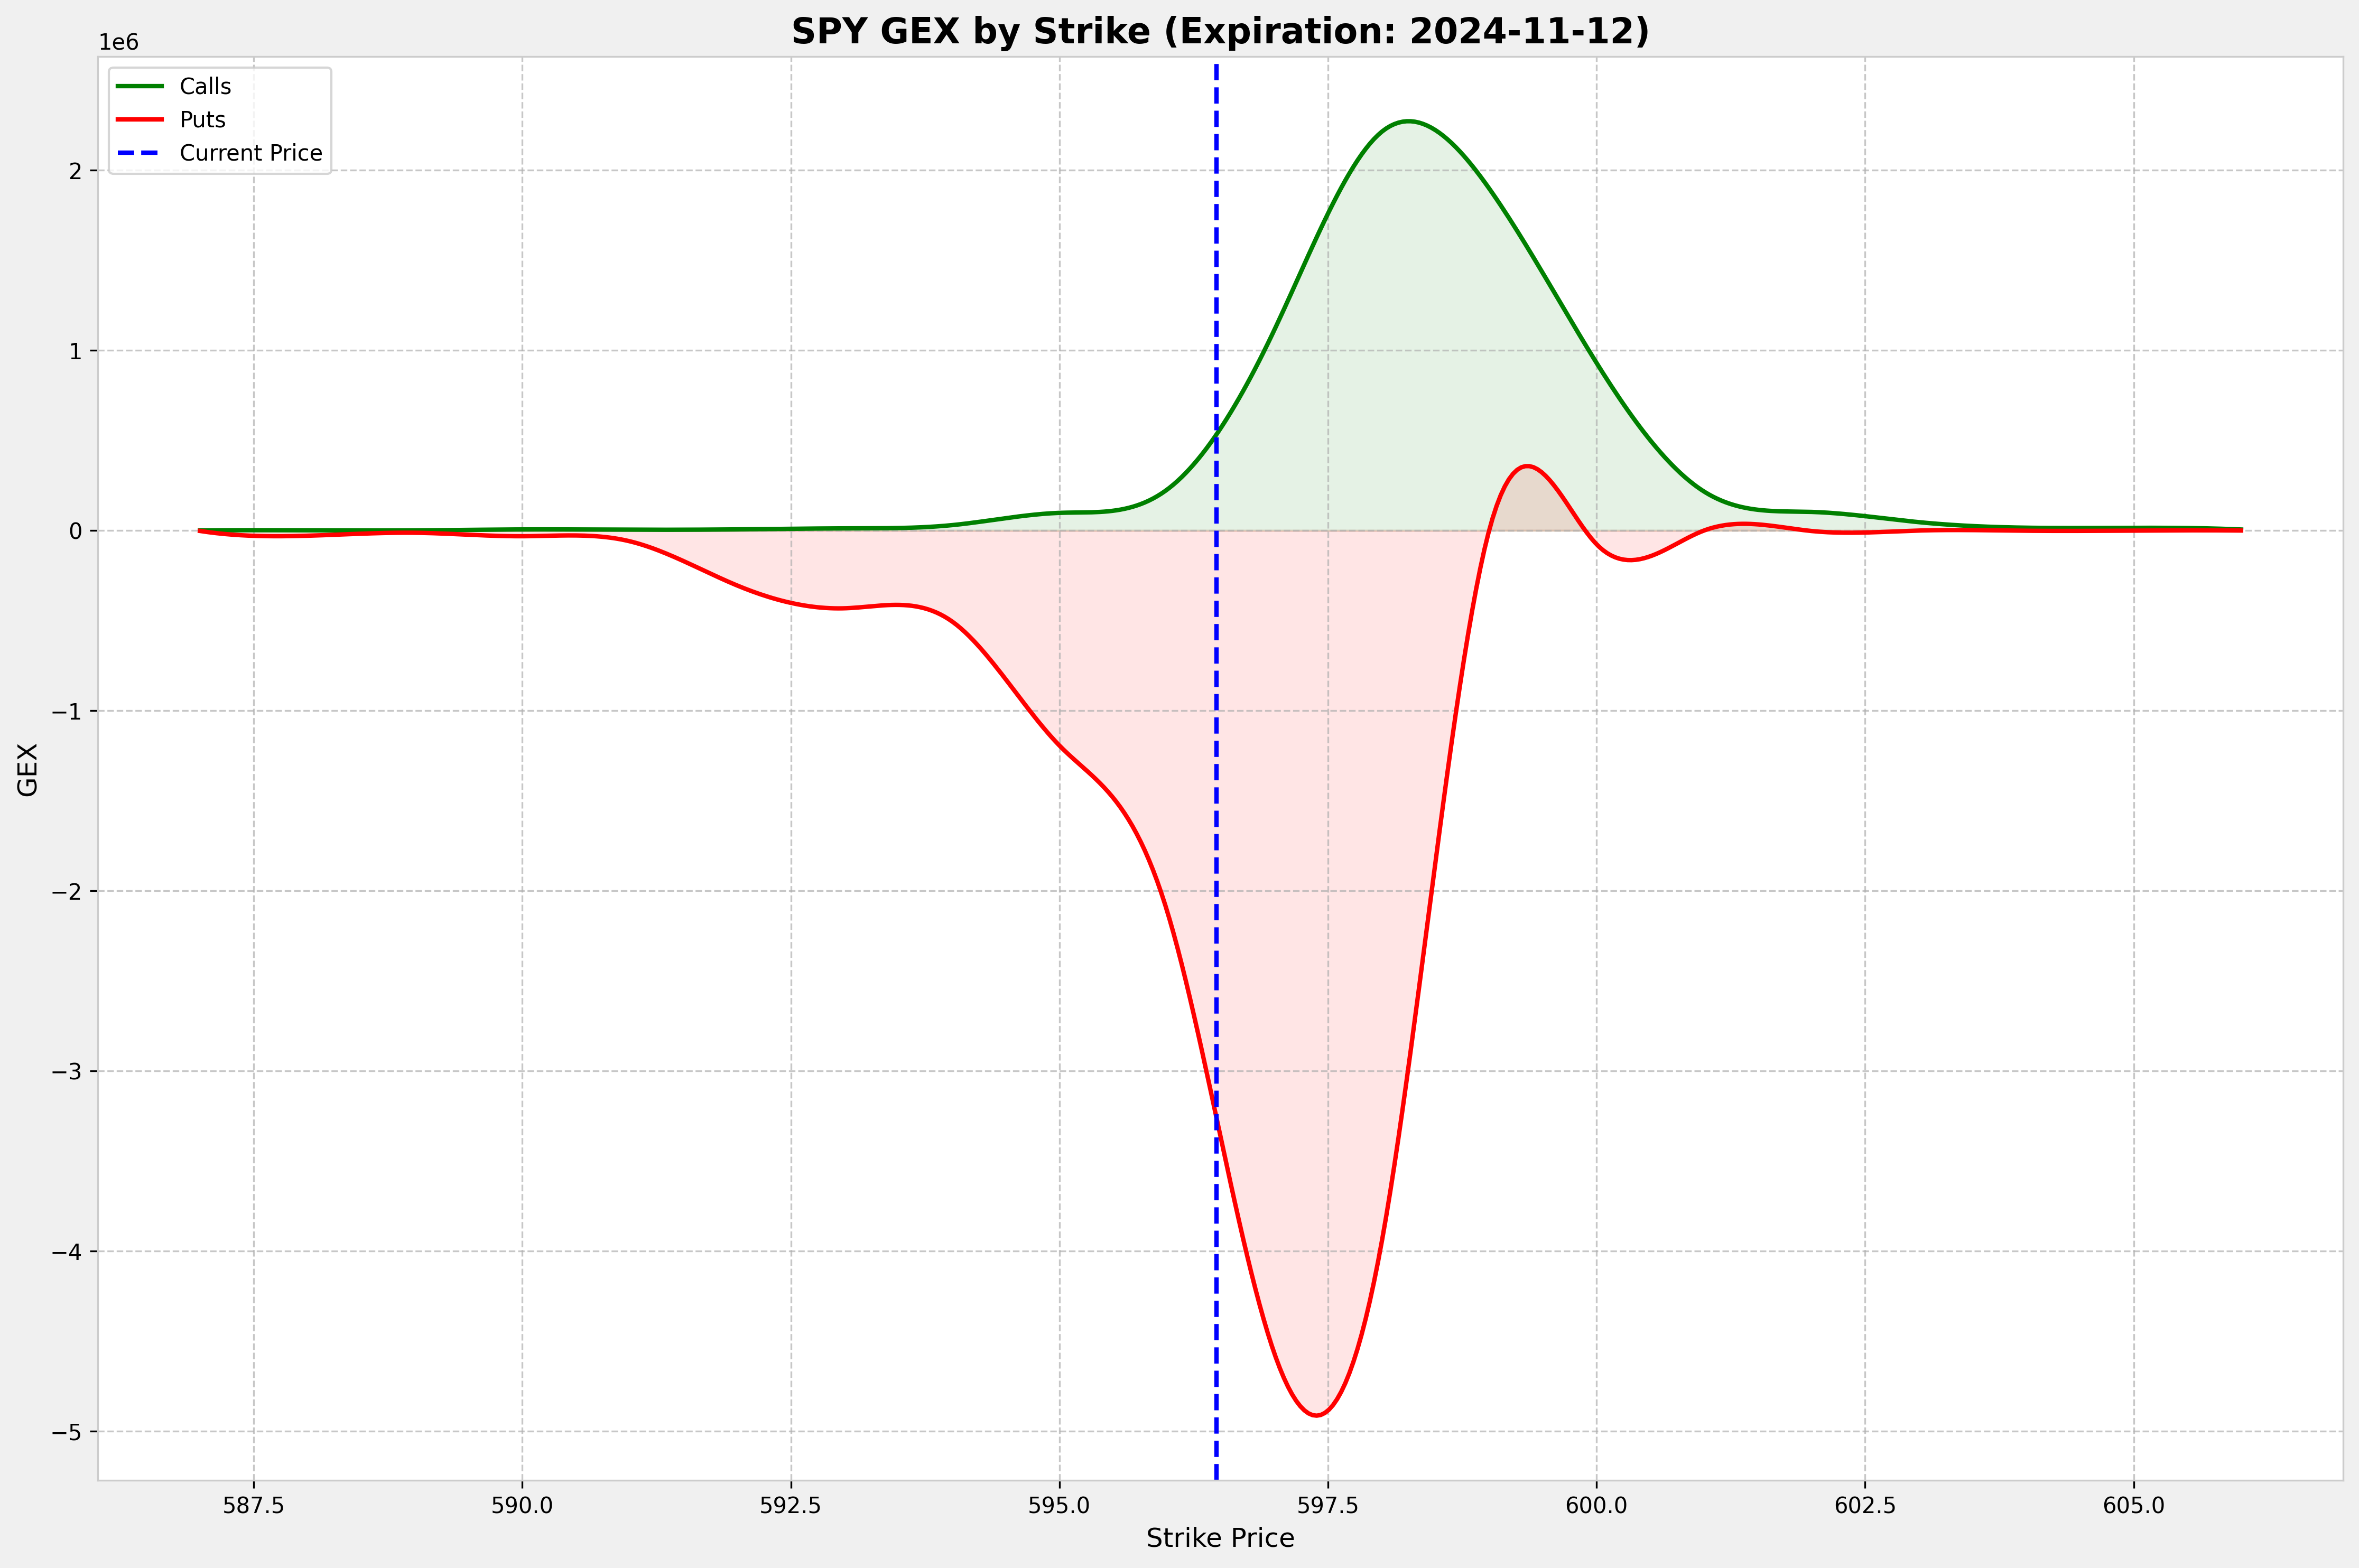 SPY GEX by Strike (Expiration: 2024-11-12)
1e6
Calls
Puts
Current Price
2
1
0
−1
−2
−3
−4
−5
GEX
587.5 590.0 592.5 595.0 597.5 600.0 602.5 605.0
Strike Price